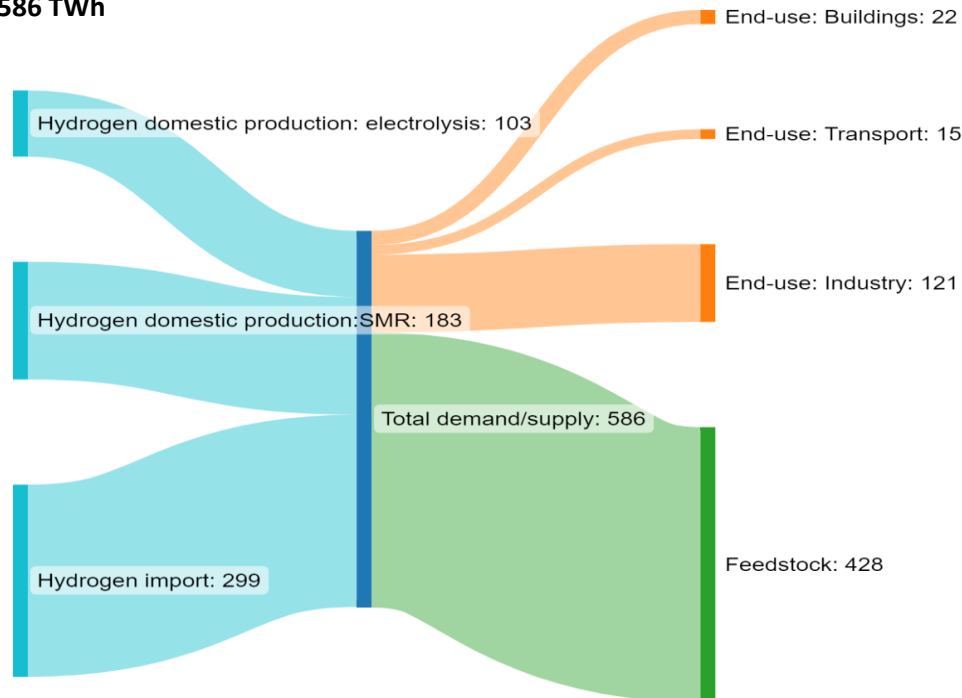 586 TWh
End-use: Buildings: 22
Hydrogen domestic production: electrolysis: 103
End-use: Transport: 15
End-use: Industry: 121
Hydrogen domestic production:SMR: 183
Total demand/supply: 586
Feedstock: 428
Hydrogen import: 299